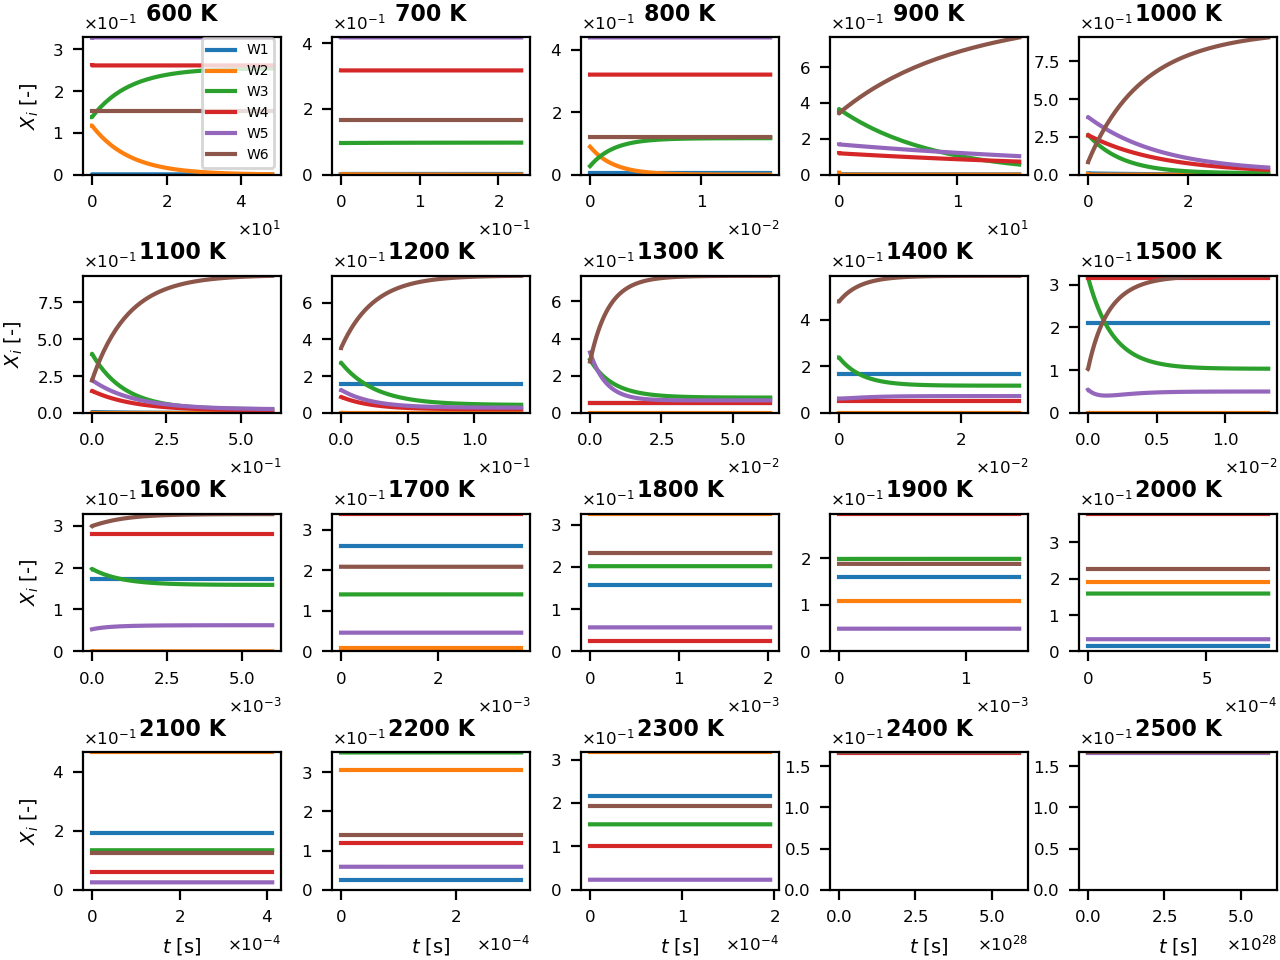 ×10⁻¹ 600 K ×10⁻¹ 700 K ×10⁻¹ 800 K ×10⁻¹ 900 K ×10⁻¹ 1000 K
X_i [-]
3 2 1 0
W1
W2
W3
W4
W5
W6
4 2 0
4 2 0
6 4 2 0
7.5 5.0 2.5 0.0
0 2 4 0 1 2 0 1 0 1 0 2
×10¹ ×10⁻¹ ×10⁻² ×10¹
×10⁻¹ 1100 K ×10⁻¹ 1200 K ×10⁻¹ 1300 K ×10⁻¹ 1400 K ×10⁻¹ 1500 K
X_i [-]
7.5 5.0 2.5 0.0
6 4 2 0
6 4 2 0
4 2 0
3 2 1 0
0.0 2.5 5.0 0.0 0.5 1.0 0.0 2.5 5.0 0 2 0.0 0.5 1.0
×10⁻¹ ×10⁻¹ ×10⁻² ×10⁻² ×10⁻²
×10⁻¹ 1600 K ×10⁻¹ 1700 K ×10⁻¹ 1800 K ×10⁻¹ 1900 K ×10⁻¹ 2000 K
X_i [-]
3 2 1 0
3 2 1 0
3 2 1 0
2 1 0
3 2 1 0
0.0 2.5 5.0 0 2 0 1 2 0 1 0 5
×10⁻³ ×10⁻³ ×10⁻³ ×10⁻³ ×10⁻⁴
×10⁻¹ 2100 K ×10⁻¹ 2200 K ×10⁻¹ 2300 K ×10⁻¹ 2400 K ×10⁻¹ 2500 K
X_i [-]
4 2 0
3 2 1 0
3 2 1 0
1.5 1.0 0.5 0.0
1.5 1.0 0.5 0.0
0 2 4 0 2 0 1 2 0.0 2.5 5.0 0.0 2.5 5.0
t [s] ×10⁻⁴ t [s] ×10⁻⁴ t [s] ×10⁻⁴ t [s] ×10²⁸ t [s] ×10²⁸